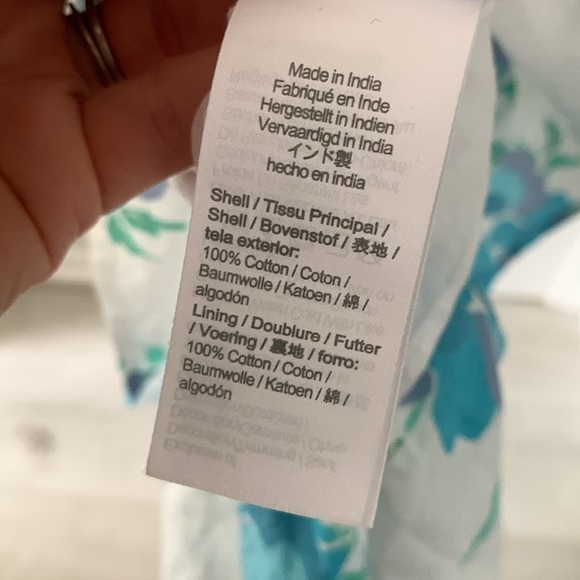 Made in India
Fabriqué en Inde
Hergestellt in Indien
Vervaardigd in India
インド製
hecho en india
Shell / Tissu Principal /
Shell / Bovenstof / 表地 /
tela exterior:
100% Cotton / Coton /
Baumwolle / Katoen / 綿 /
algodón
Lining / Doublure / Futter
/ Voering / 裏地 / forro:
100% Cotton / Coton /
Baumwolle / Katoen / 綿 /
algodón
Exclusive of